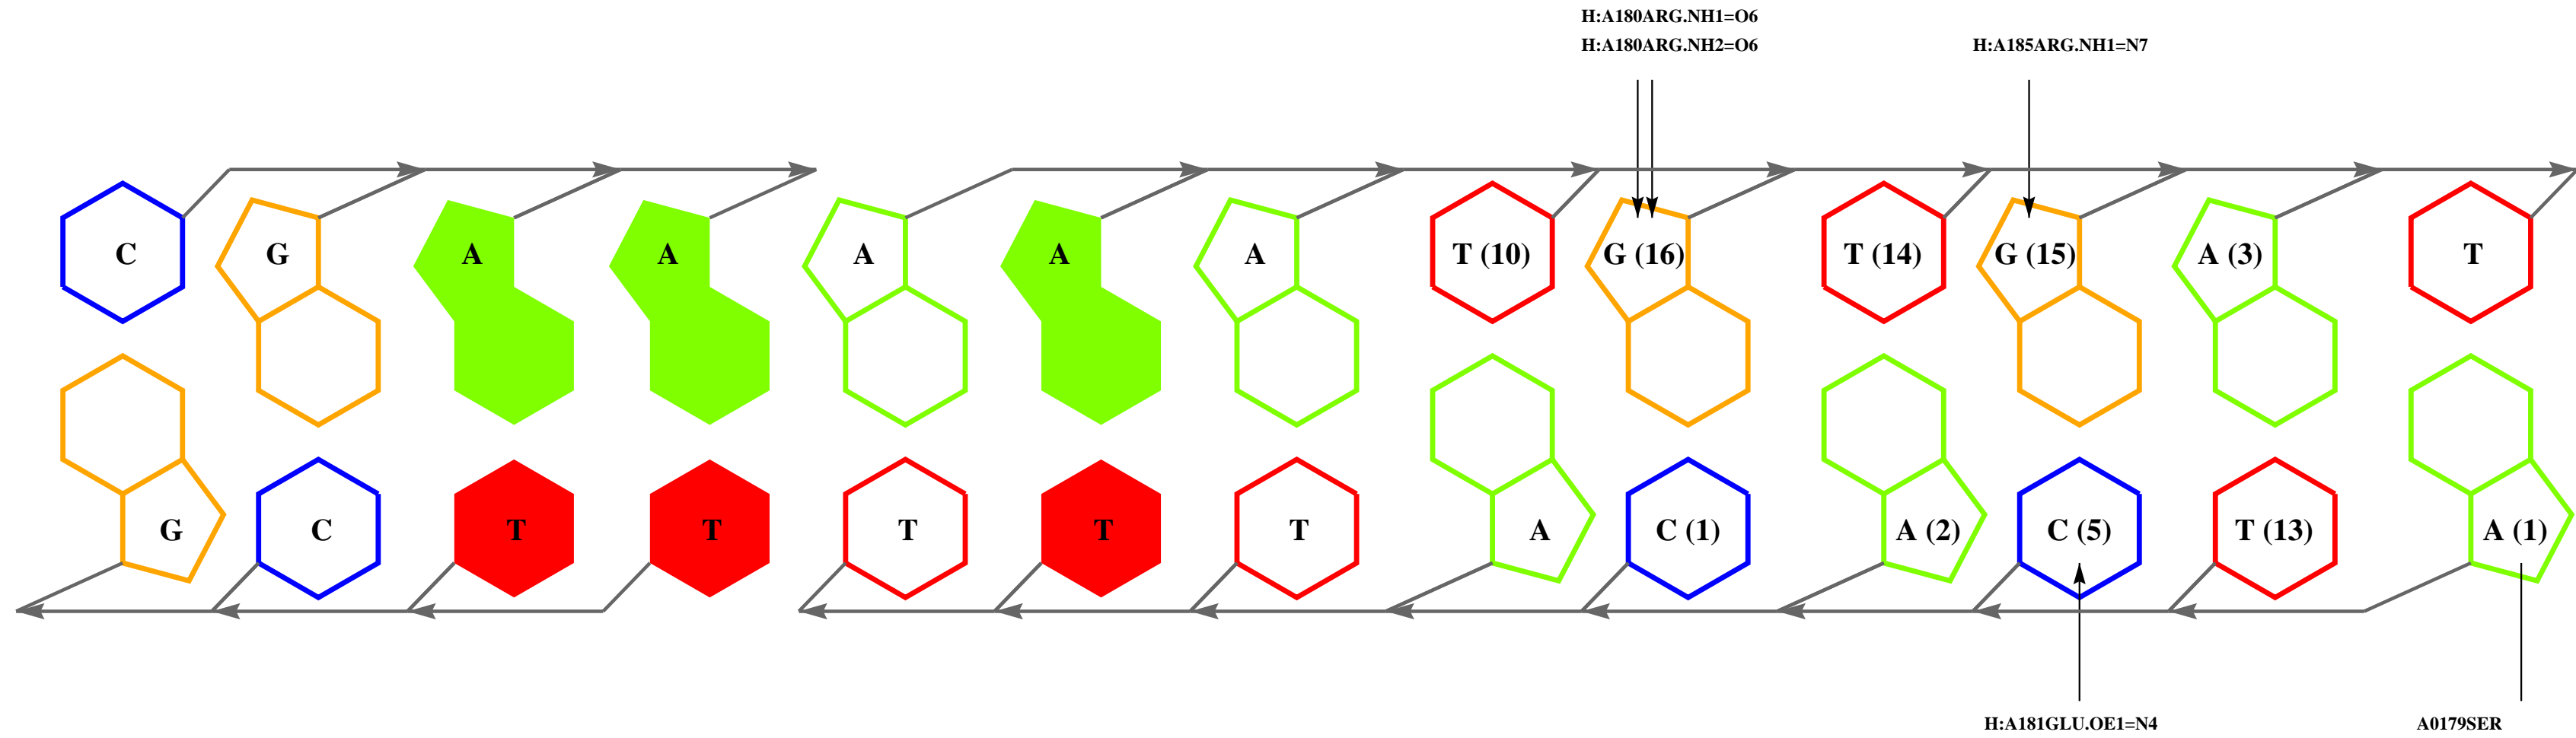 H:A180ARG.NH1=O6
H:A180ARG.NH2=O6 H:A185ARG.NH1=N7
C G A A A A A T (10) G (16) T (14) G (15) A (3) T
G C T T T T T A C (1) A (2) C (5) T (13) A (1)
H:A181GLU.OE1=N4 A0179SER